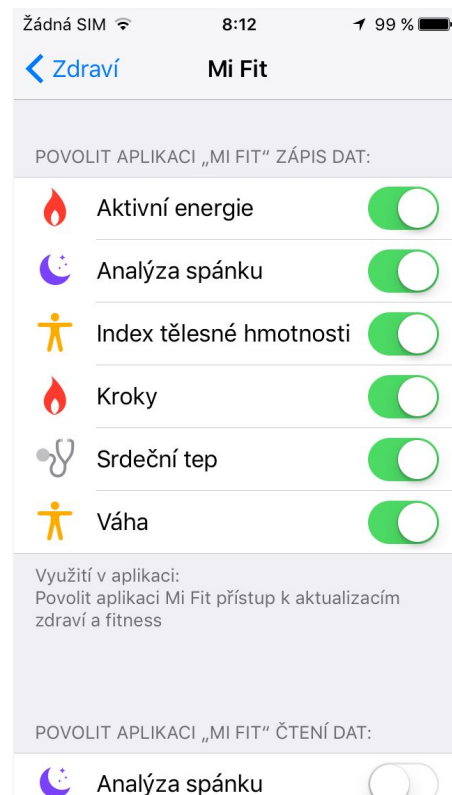 Žádná SIM 8:12 99 %
Zdraví Mi Fit
POVOLIT APLIKACI „MI FIT“ ZÁPIS DAT:
Aktivní energie
Analýza spánku
Index tělesné hmotnosti
Kroky
Srdeční tep
Váha
Využití v aplikaci:
Povolit aplikaci Mi Fit přístup k aktualizacím
zdraví a fitness
POVOLIT APLIKACI „MI FIT“ ČTENÍ DAT:
Analýza spánku